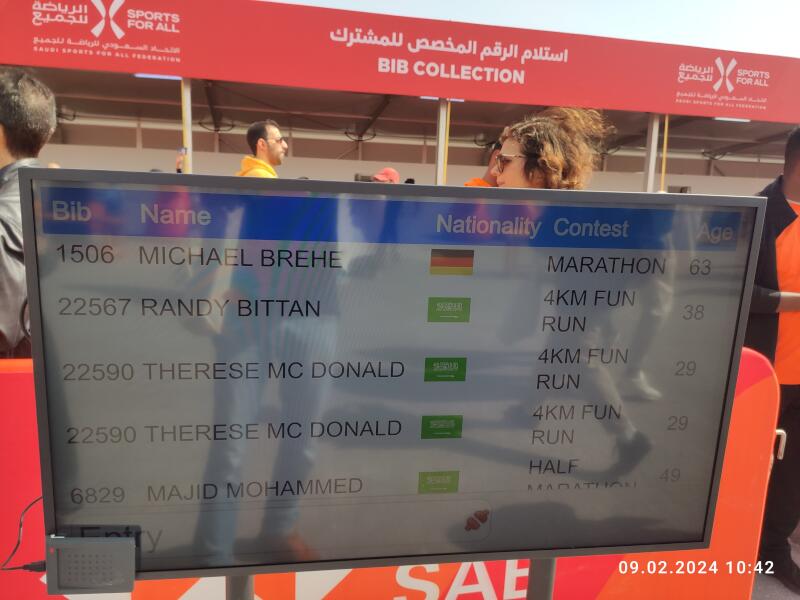 الرياضة للجميع
SPORTS FOR ALL
الاتحاد السعودي للرياضة للجميع
SAUDI SPORTS FOR ALL FEDERATION
استلام الرقم المخصص للمشترك
BIB COLLECTION
الرياضة للجميع
SPORTS FOR ALL
الاتحاد السعودي للرياضة للجميع
SAUDI SPORTS FOR ALL FEDERATION
Bib Name Nationality Contest Age
1506 MICHAEL BREHE MARATHON 63
22567 RANDY BITTAN 4KM FUN RUN 38
22590 THERESE MC DONALD 4KM FUN RUN 29
22590 THERESE MC DONALD 4KM FUN RUN 29
6829 MAJID MOHAMMED HALF MARATHON 49
Entry
09.02.2024 10:42